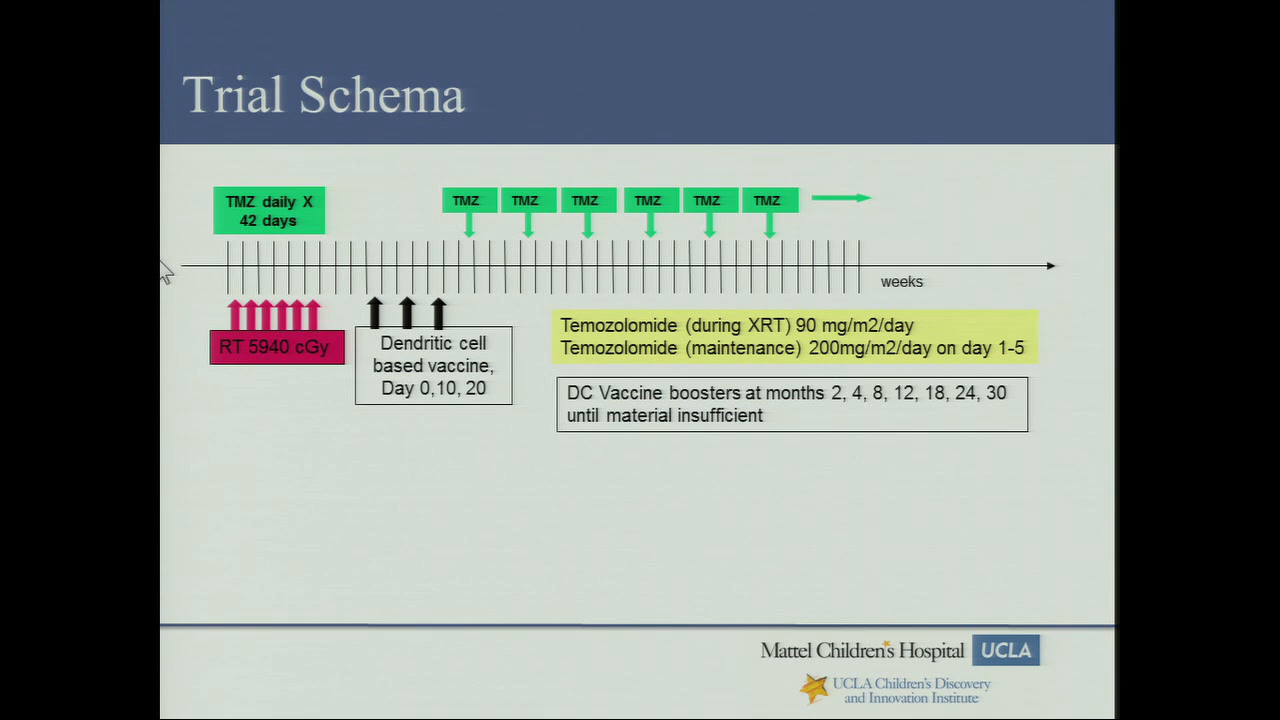 Trial Schema
TMZ daily X
42 days
TMZ
TMZ
TMZ
TMZ
TMZ
TMZ
weeks
RT 5940 cGy
Dendritic cell
based vaccine,
Day 0,10, 20
Temozolomide (during XRT) 90 mg/m2/day
Temozolomide (maintenance) 200mg/m2/day on day 1-5
DC Vaccine boosters at months 2, 4, 8, 12, 18, 24, 30
until material insufficient
Mattel Children's Hospital UCLA
UCLA Children's Discovery
and Innovation Institute